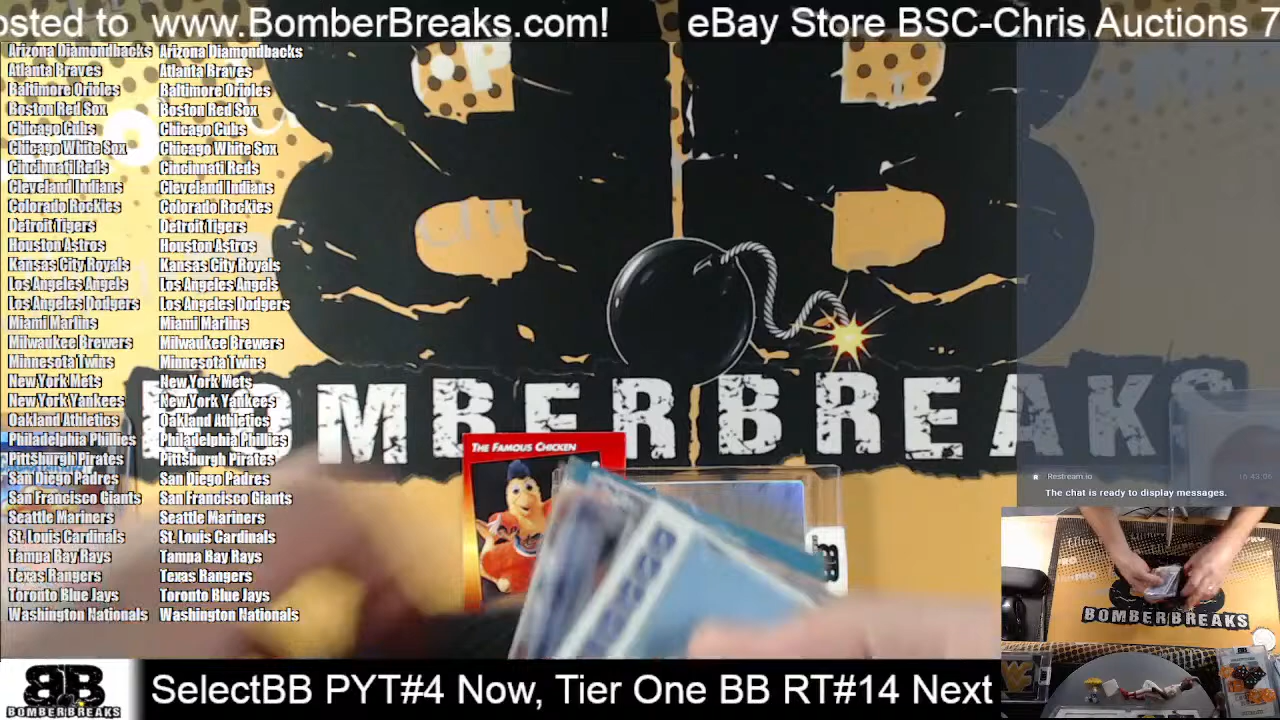 osted to www.BomberBreaks.com! eBay Store BSC-Chris Auctions 7
Arizona Diamondbacks Arizona Diamondbacks
Atlanta Braves Atlanta Braves
Baltimore Orioles Baltimore Orioles
Boston Red Sox Boston Red Sox
Chicago Cubs Chicago Cubs
Chicago White Sox Chicago White Sox
Cincinnati Reds Cincinnati Reds
Cleveland Indians Cleveland Indians
Colorado Rockies Colorado Rockies
Detroit Tigers Detroit Tigers
Houston Astros Houston Astros
Kansas City Royals Kansas City Royals
Los Angeles Angels Los Angeles Angels
Los Angeles Dodgers Los Angeles Dodgers
Miami Marlins Miami Marlins
Milwaukee Brewers Milwaukee Brewers
Minnesota Twins Minnesota Twins
New York Mets New York Mets
New York Yankees New York Yankees
Oakland Athletics Oakland Athletics
Philadelphia Phillies Philadelphia Phillies
Pittsburgh Pirates Pittsburgh Pirates
San Diego Padres San Diego Padres
San Francisco Giants San Francisco Giants
Seattle Mariners Seattle Mariners
St. Louis Cardinals St. Louis Cardinals
Tampa Bay Rays Tampa Bay Rays
Texas Rangers Texas Rangers
Toronto Blue Jays Toronto Blue Jays
Washington Nationals Washington Nationals
BOMBERBREAKS
THE FAMOUS CHICKEN
Restream.io
The chat is ready to display messages.
BOMBERBREAKS
BB
BOMBERBREAKS
SelectBB PYT#4 Now, Tier One BB RT#14 Next